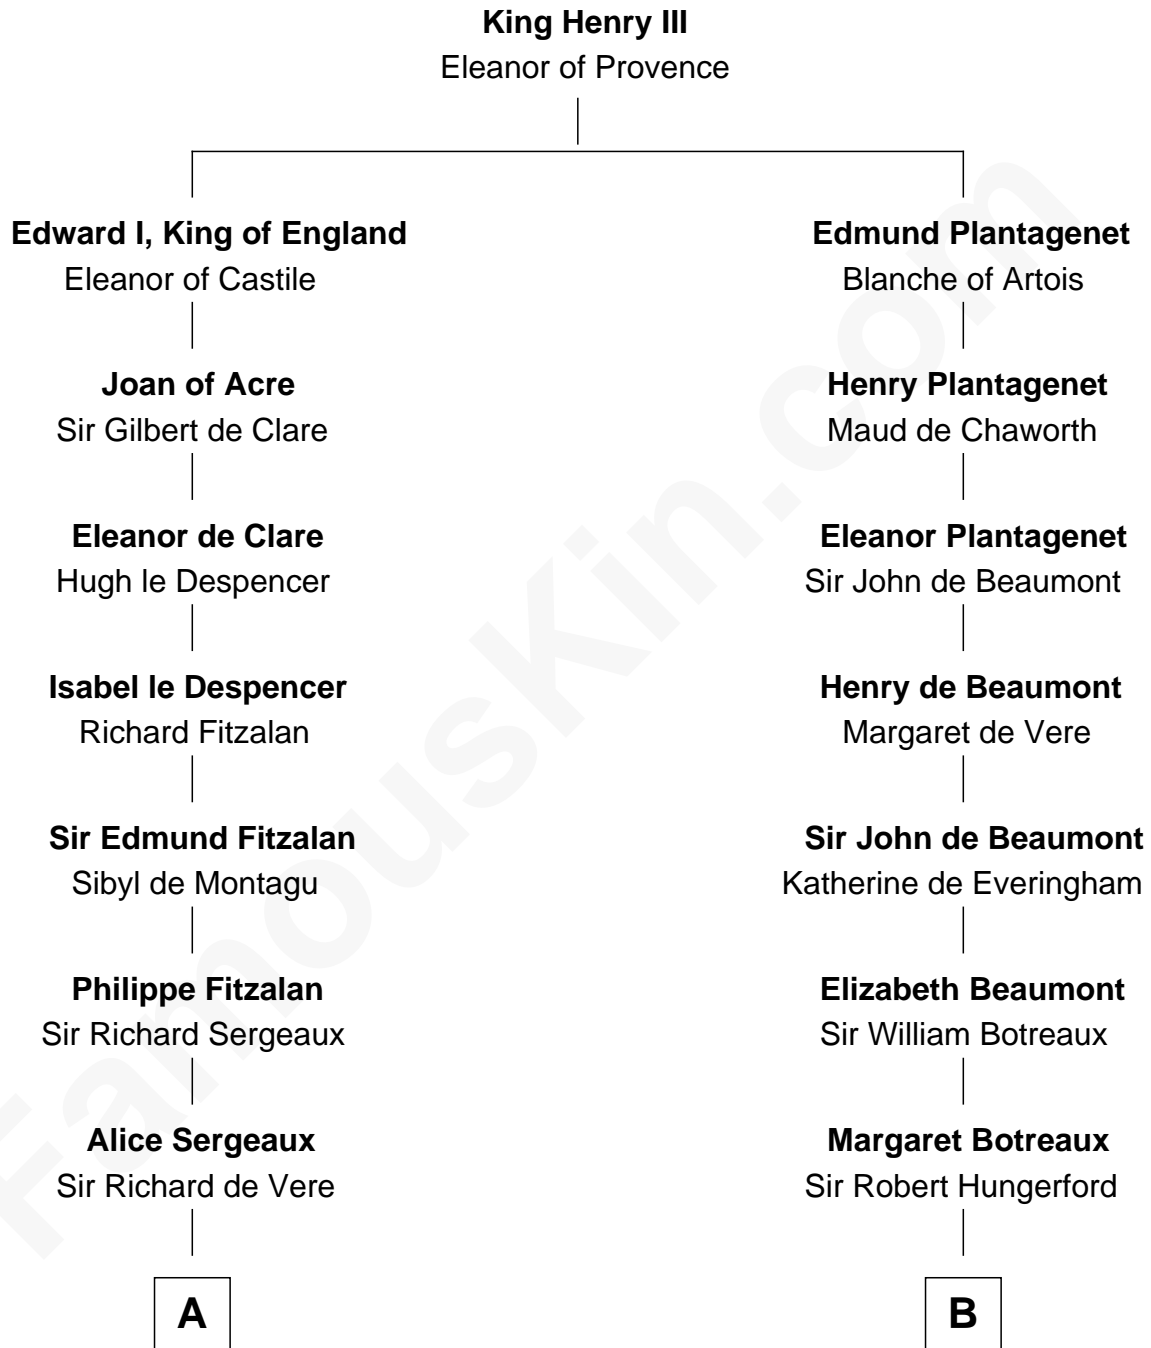 King Henry III
Eleanor of Provence
Edward I, King of England
Eleanor of Castile
Joan of Acre
Sir Gilbert de Clare
Eleanor de Clare
Hugh le Despencer
Isabel le Despencer
Richard Fitzalan
Sir Edmund Fitzalan
Sibyl de Montagu
Philippe Fitzalan
Sir Richard Sergeaux
Alice Sergeaux
Sir Richard de Vere
A
Edmund Plantagenet
Blanche of Artois
Henry Plantagenet
Maud de Chaworth
Eleanor Plantagenet
Sir John de Beaumont
Henry de Beaumont
Margaret de Vere
Sir John de Beaumont
Katherine de Everingham
Elizabeth Beaumont
Sir William Botreaux
Margaret Botreaux
Sir Robert Hungerford
B
FamousKin.com